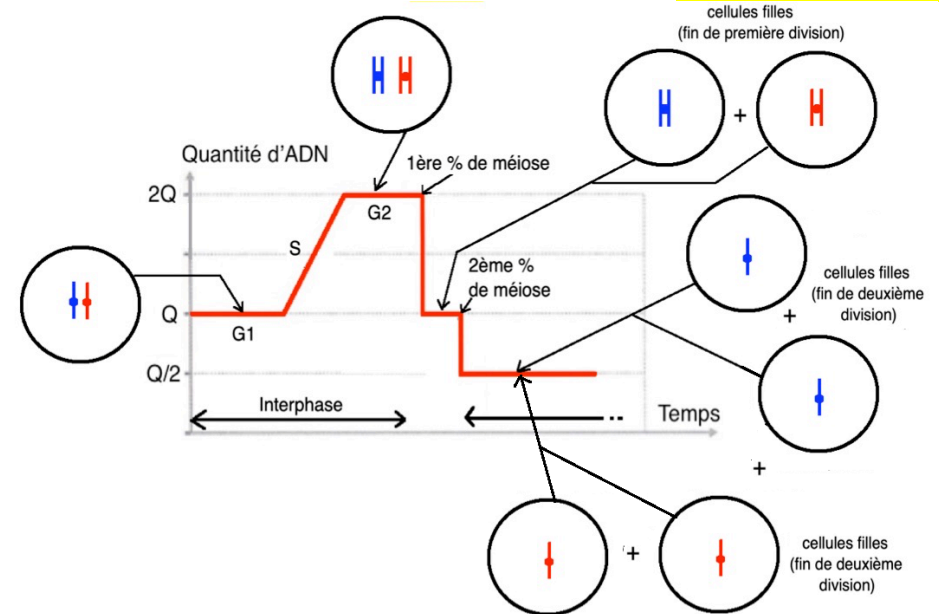 cellules filles
(fin de première division)
+
Quantité d'ADN
1ère % de méiose
2Q
G2
S
2ème %
de méiose
cellules filles
(fin de deuxième
division)
+
Q
G1
Q/2
Interphase
..
Temps
+
+
cellules filles
(fin de deuxième
division)